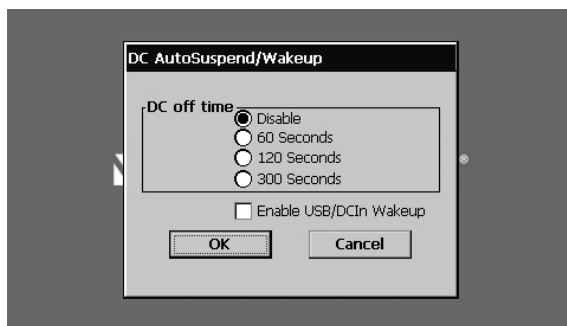 DC AutoSuspend/Wakeup
DC off time
Disable
60 Seconds
120 Seconds
300 Seconds
®
Enable USB/DCIn Wakeup
OK
Cancel